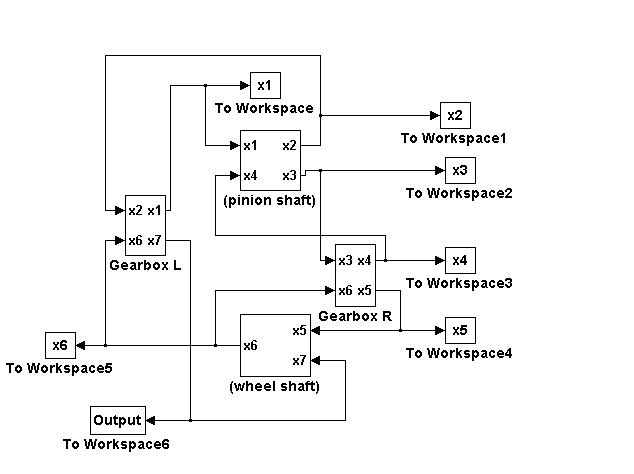 x1
To Workspace
x2
To Workspace1
x1 x2
x4 x3
(pinion shaft)
x3
To Workspace2
x2 x1
x6 x7
Gearbox L
x3 x4
x6 x5
Gearbox R
x4
To Workspace3
x5
x6
x7
(wheel shaft)
x5
To Workspace4
x6
To Workspace5
Output
To Workspace6